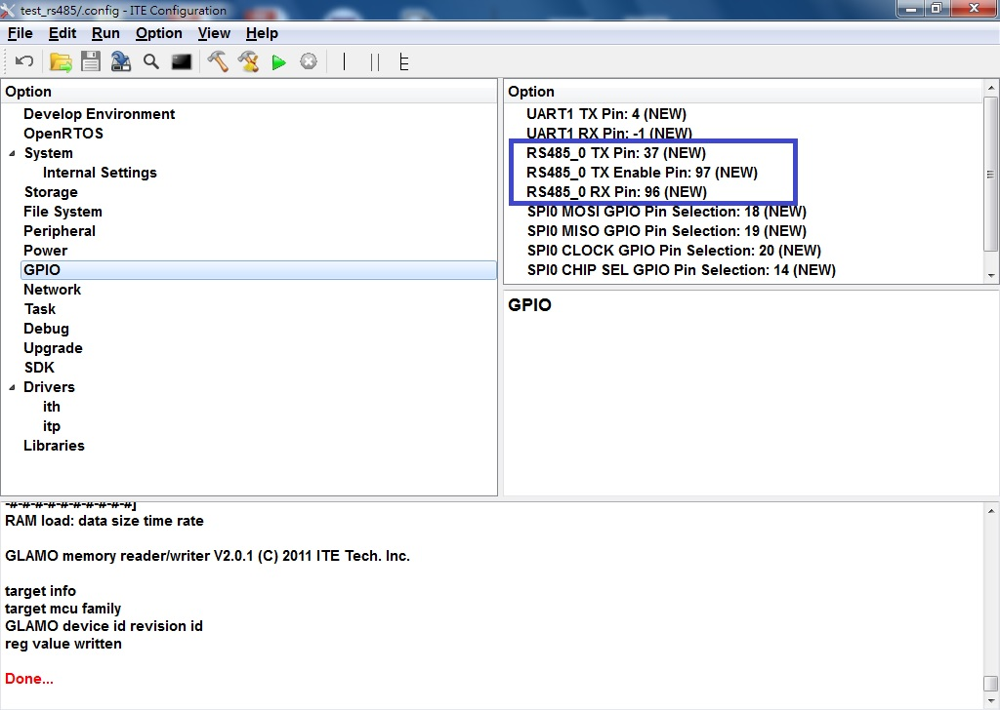 test_rs485/.config - ITE Configuration
File Edit Run Option View Help
Option
Develop Environment
OpenRTOS
System
Internal Settings
Storage
File System
Peripheral
Power
GPIO
Network
Task
Debug
Upgrade
SDK
Drivers
ith
itp
Libraries
Option
UART1 TX Pin: 4 (NEW)
UART1 RX Pin: -1 (NEW)
RS485_0 TX Pin: 37 (NEW)
RS485_0 TX Enable Pin: 97 (NEW)
RS485_0 RX Pin: 96 (NEW)
SPI0 MOSI GPIO Pin Selection: 18 (NEW)
SPI0 MISO GPIO Pin Selection: 19 (NEW)
SPI0 CLOCK GPIO Pin Selection: 20 (NEW)
SPI0 CHIP SEL GPIO Pin Selection: 14 (NEW)
GPIO
-#-#-#-#-#-#-#-#-#-#]
RAM load: data size time rate
GLAMO memory reader/writer V2.0.1 (C) 2011 ITE Tech. Inc.
target info
target mcu family
GLAMO device id revision id
reg value written
Done...